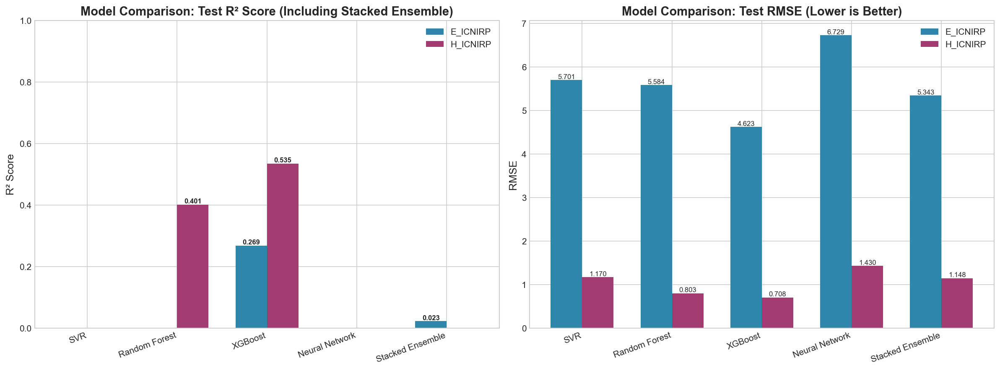 Model Comparison: Test R² Score (Including Stacked Ensemble)
1.0
0.8
0.6
0.4
0.2
0.0
R² Score
E_ICNIRP
H_ICNIRP
0.401
0.269
0.535
0.023
SVR
Random Forest
XGBoost
Neural Network
Stacked Ensemble
Model Comparison: Test RMSE (Lower is Better)
7
6
5
4
3
2
1
0
RMSE
E_ICNIRP
H_ICNIRP
5.701
1.170
5.584
0.803
4.623
0.708
6.729
1.430
5.343
1.148
SVR
Random Forest
XGBoost
Neural Network
Stacked Ensemble